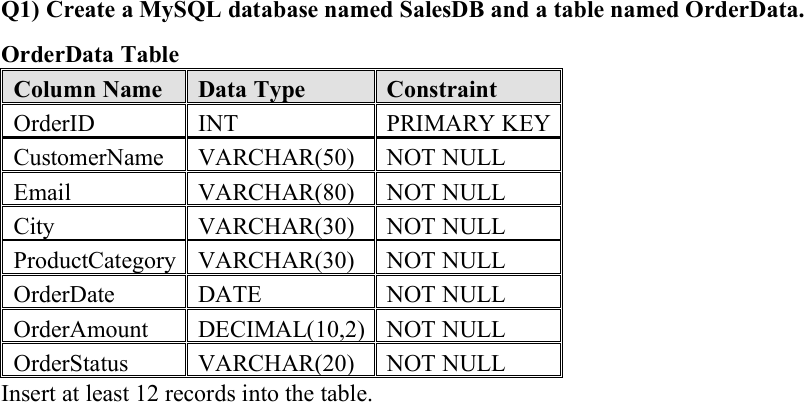 Q1) Create a MySQL database named SalesDB and a table named OrderData.
OrderData Table
Column Name Data Type Constraint
OrderID INT PRIMARY KEY
CustomerName VARCHAR(50) NOT NULL
Email VARCHAR(80) NOT NULL
City VARCHAR(30) NOT NULL
ProductCategory VARCHAR(30) NOT NULL
OrderDate DATE NOT NULL
OrderAmount DECIMAL(10,2) NOT NULL
OrderStatus VARCHAR(20) NOT NULL
Insert at least 12 records into the table.